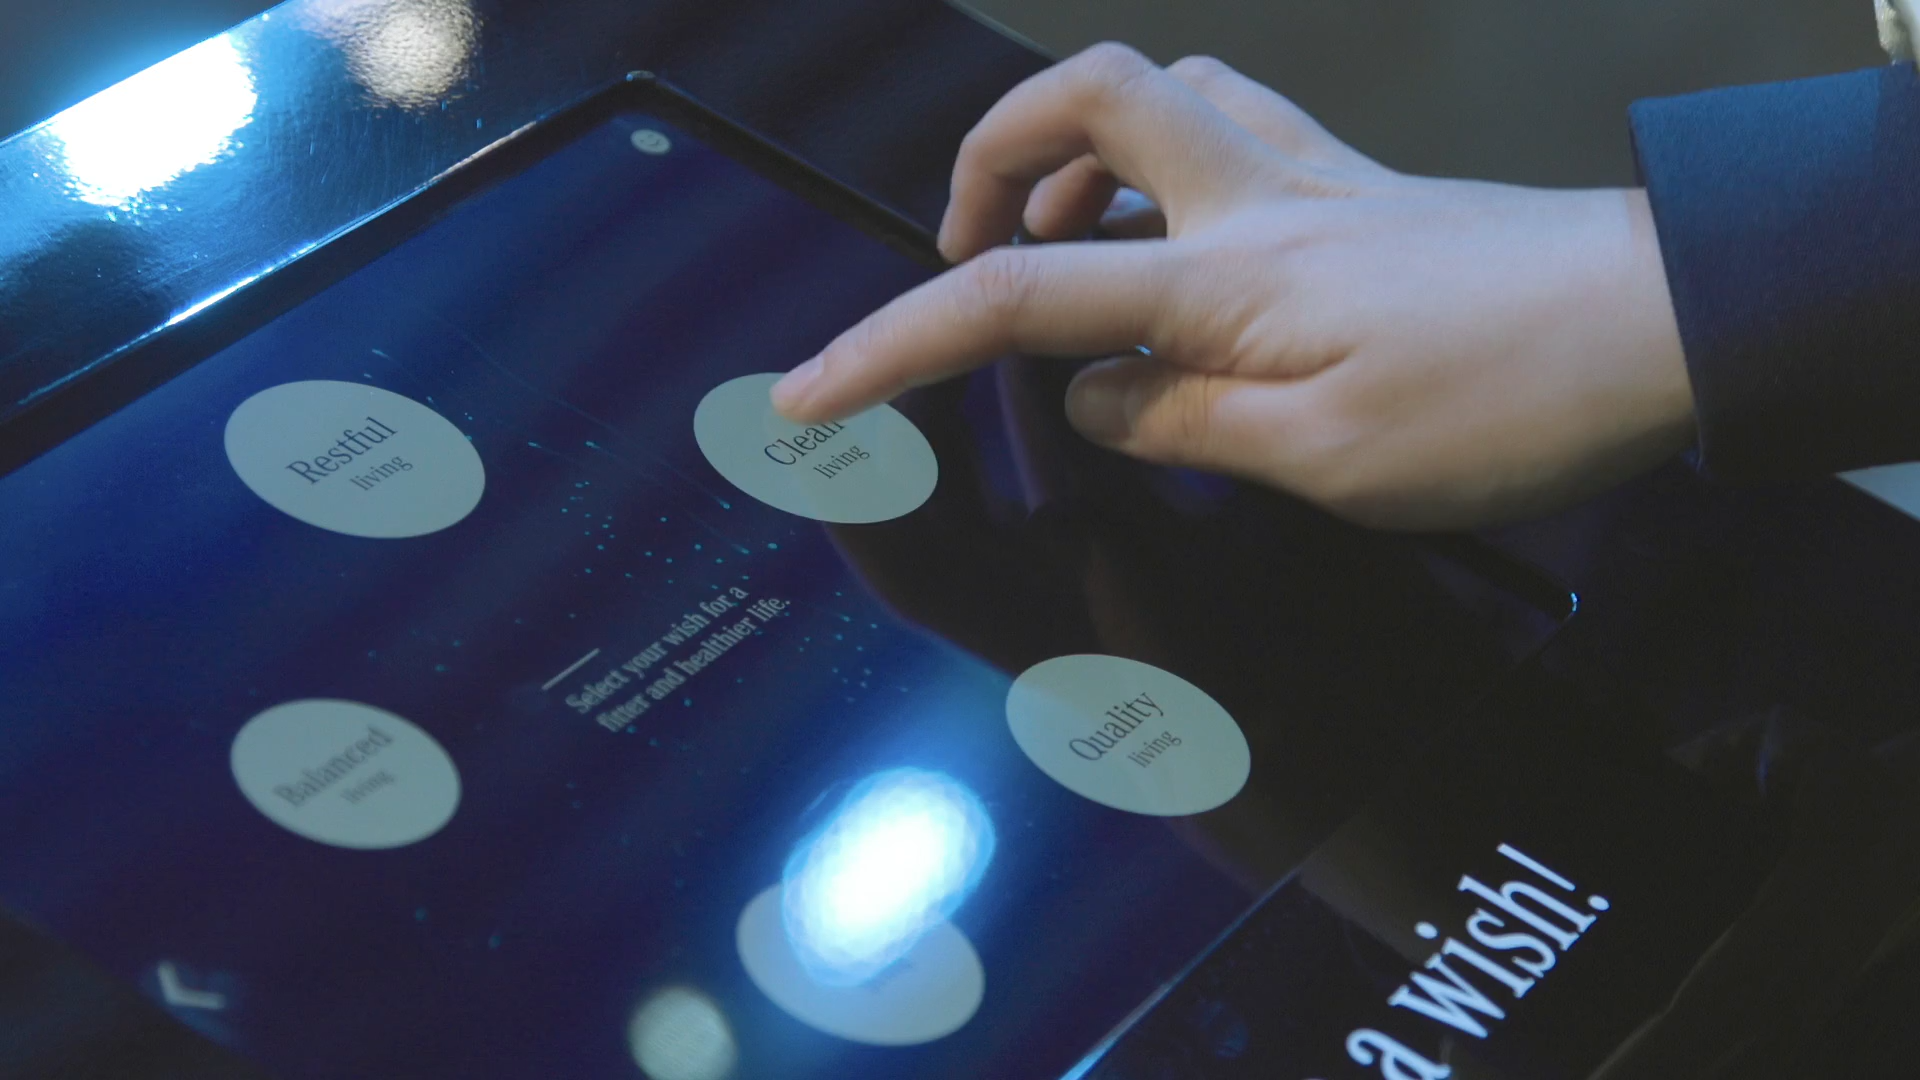 Restful
living
Clean
living
Select your wish for a
fitter and healthier life.
Balanced
living
Quality
living
a wish!